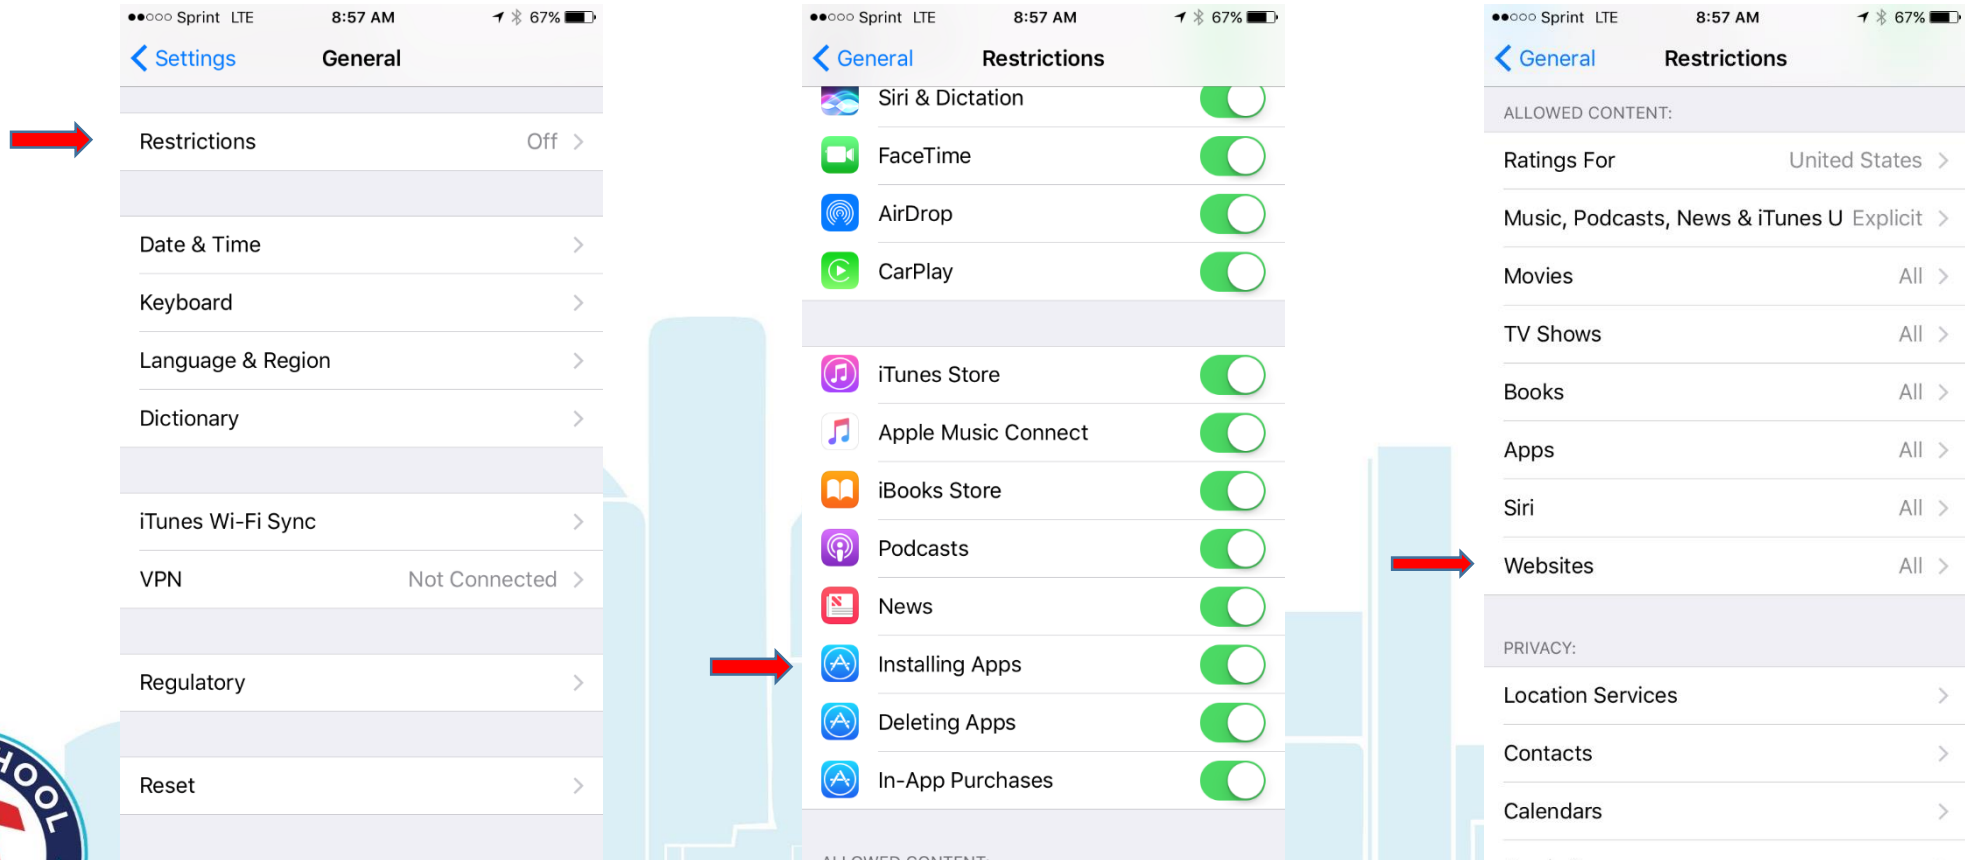 Sprint LTE 8:57 AM 67%
Settings General
Restrictions Off
Date & Time
Keyboard
Language & Region
Dictionary
iTunes Wi-Fi Sync
VPN Not Connected
Regulatory
Reset
HOOL
Sprint LTE 8:57 AM 67%
General Restrictions
Siri & Dictation
FaceTime
AirDrop
CarPlay
iTunes Store
Apple Music Connect
iBooks Store
Podcasts
News
Installing Apps
Deleting Apps
In-App Purchases
ALLOWED CONTENT:
Sprint LTE 8:57 AM 67%
General Restrictions
ALLOWED CONTENT:
Ratings For United States
Music, Podcasts, News & iTunes U Explicit
Movies All
TV Shows All
Books All
Apps All
Siri All
Websites All
PRIVACY:
Location Services
Contacts
Calendars